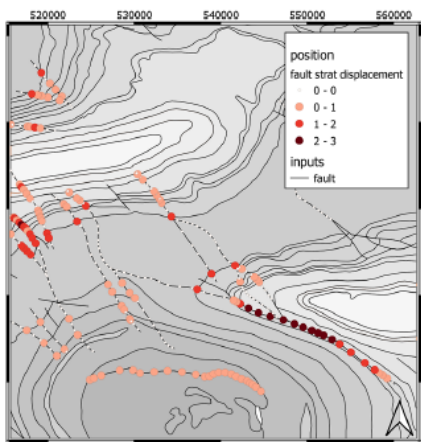 520000 530000 540000 550000 560000
position
fault strat displacement
0 - 0
0 - 1
1 - 2
2 - 3
inputs
fault